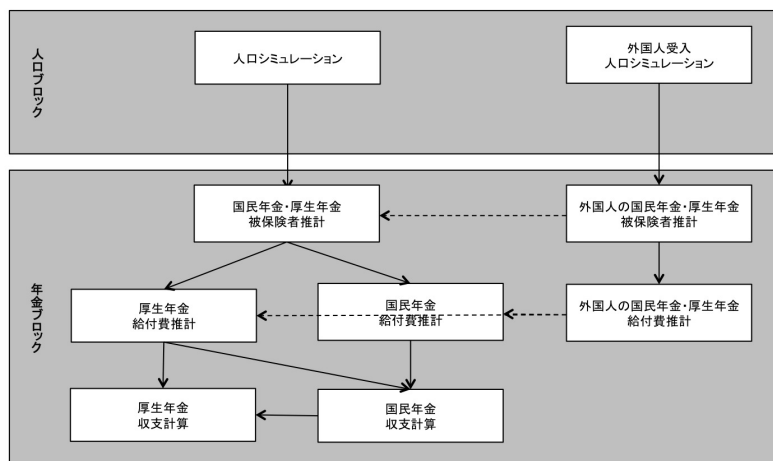 人口ブロック
人口シミュレーション
外国人受入
人口シミュレーション
年金ブロック
国民年金・厚生年金
被保険者推計
外国人の国民年金・厚生年金
被保険者推計
厚生年金
給付費推計
国民年金
給付費推計
外国人の国民年金・厚生年金
給付費推計
厚生年金
収支計算
国民年金
収支計算